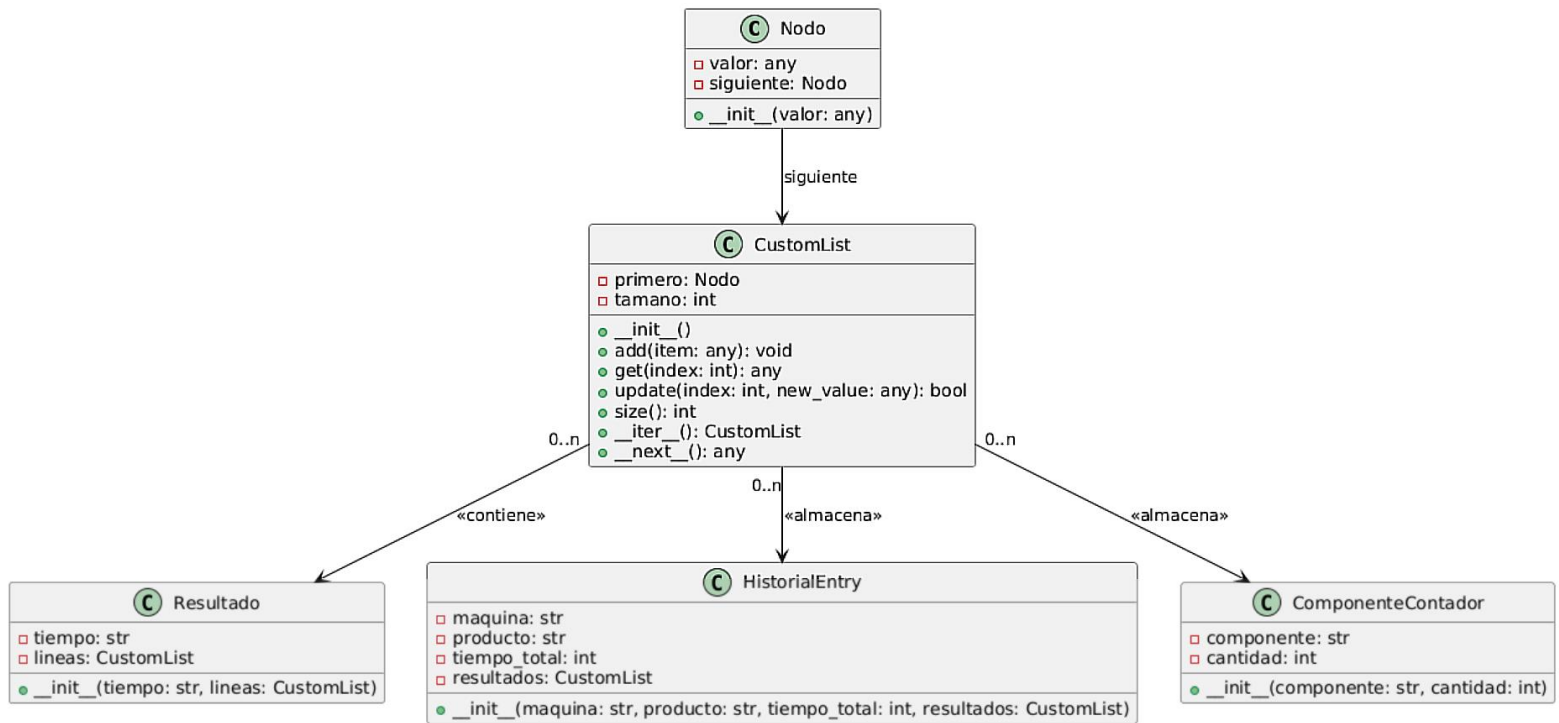 C Nodo
valor: any
siguiente: Nodo
__init__(valor: any)
siguiente
C CustomList
primero: Nodo
tamano: int
__init__()
add(item: any): void
get(index: int): any
update(index: int, new_value: any): bool
size(): int
__iter__(): CustomList
__next__(): any
0..n
0..n
0..n
«contiene»
«almacena»
«almacena»
C Resultado
tiempo: str
lineas: CustomList
__init__(tiempo: str, lineas: CustomList)
C HistorialEntry
maquina: str
producto: str
tiempo_total: int
resultados: CustomList
__init__(maquina: str, producto: str, tiempo_total: int, resultados: CustomList)
C ComponenteContador
componente: str
cantidad: int
__init__(componente: str, cantidad: int)